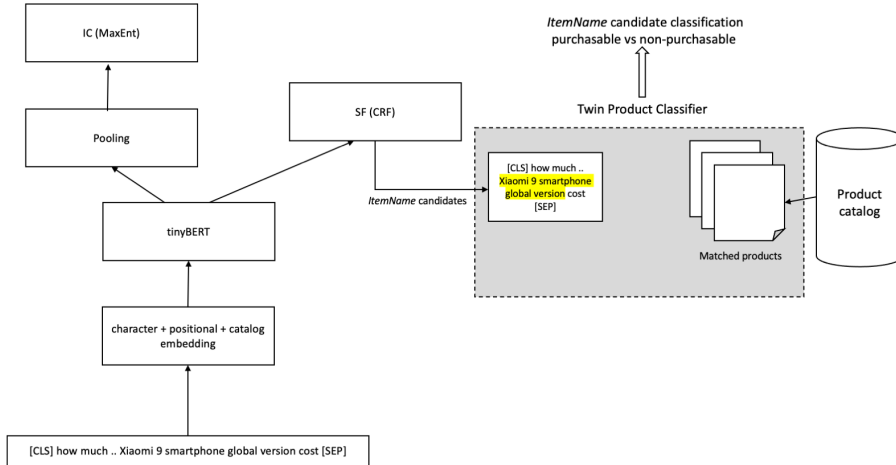 ItemName candidate classification
purchasable vs non-purchasable
IC (MaxEnt)
SF (CRF)
Twin Product Classifier
Pooling
[CLS] how much ..
Xiaomi 9 smartphone
global version cost
[SEP]
ItemName candidates
Product
catalog
tinyBERT
Matched products
character + positional + catalog
embedding
[CLS] how much .. Xiaomi 9 smartphone global version cost [SEP]